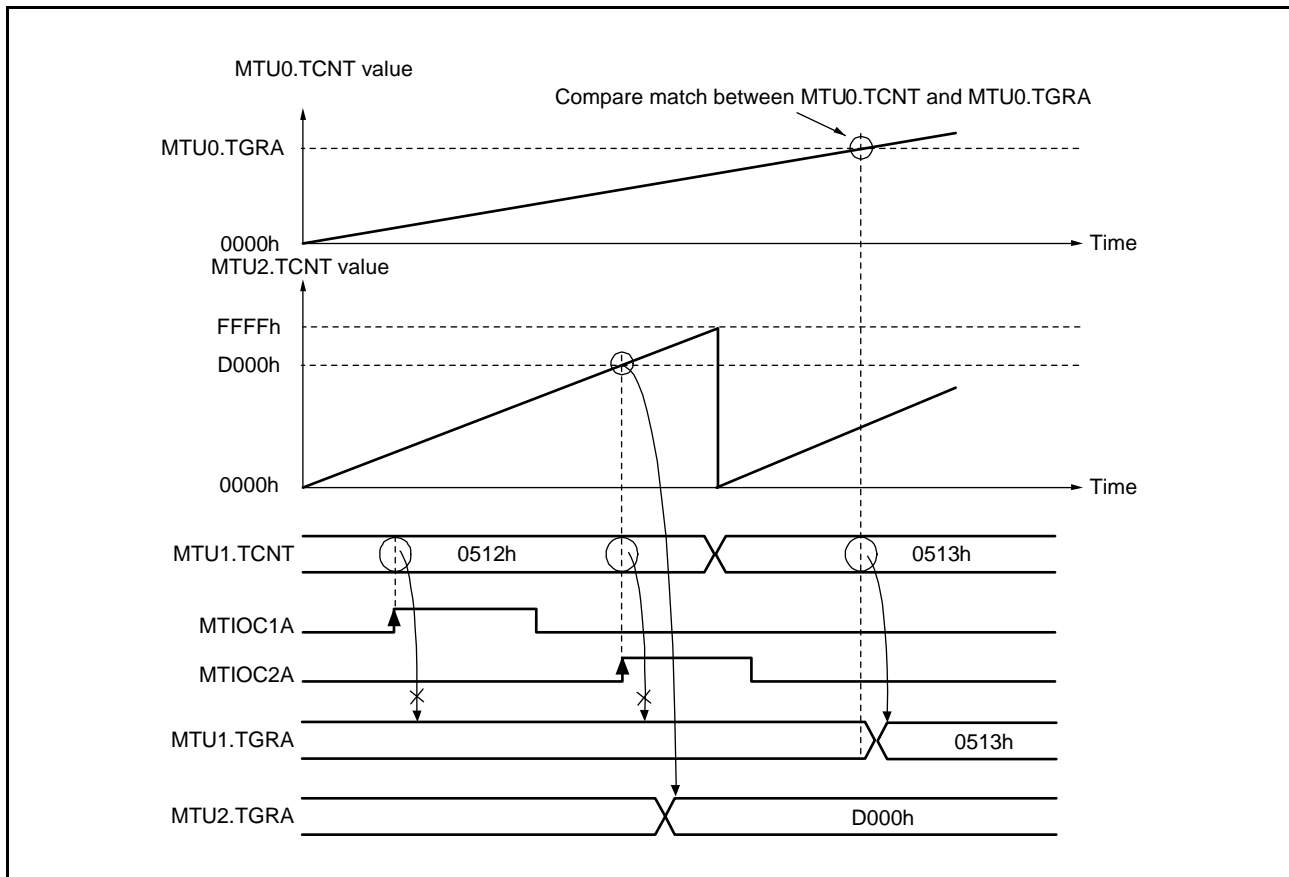 MTU0.TCNT value
Compare match between MTU0.TCNT and MTU0.TGRA
MTU0.TGRA
0000h
Time
MTU2.TCNT value
FFFFh
D000h
0000h
Time
MTU1.TCNT
0512h
0513h
MTIOC1A
MTIOC2A
MTU1.TGRA
0513h
MTU2.TGRA
D000h